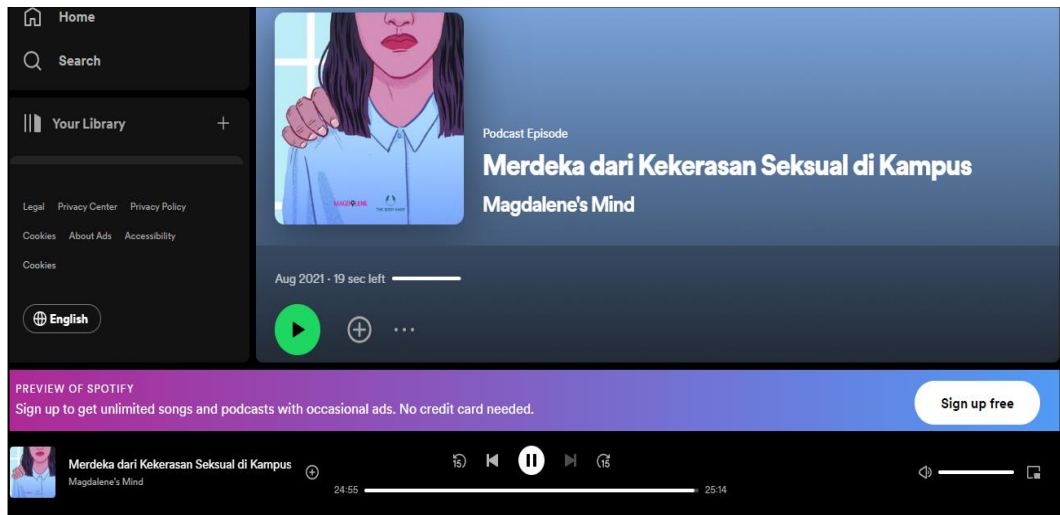 Home
Search
Your Library
Legal Privacy Center Privacy Policy
Cookies About Ads Accessibility
Cookies
English
MAGDALENE THE BODY SHOP
Podcast Episode
Merdeka dari Kekerasan Seksual di Kampus
Magdalene's Mind
Aug 2021 · 19 sec left
PREVIEW OF SPOTIFY
Sign up to get unlimited songs and podcasts with occasional ads. No credit card needed.
Sign up free
Merdeka dari Kekerasan Seksual di Kampus
Magdalene's Mind
15 15
24:55 25:14